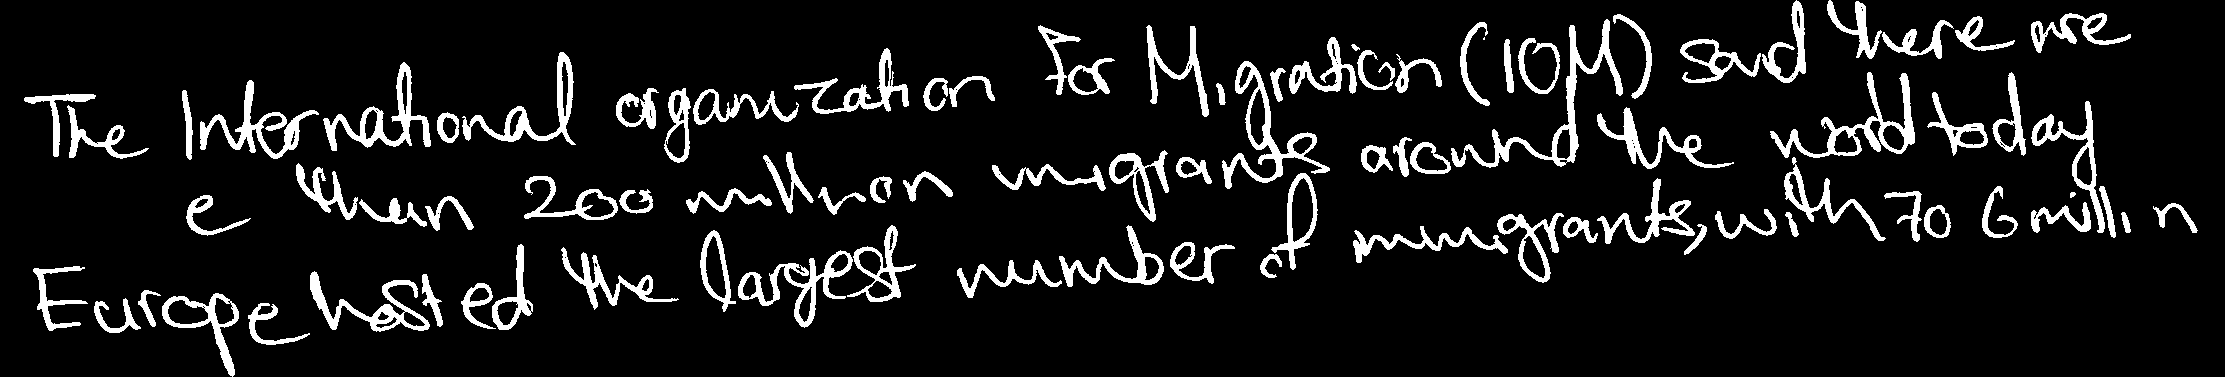 The International organization for Migration (IOM) said there are
e than 200 million migrants around the world today
Europe hosted the largest number of immigrants, with 70 6 million